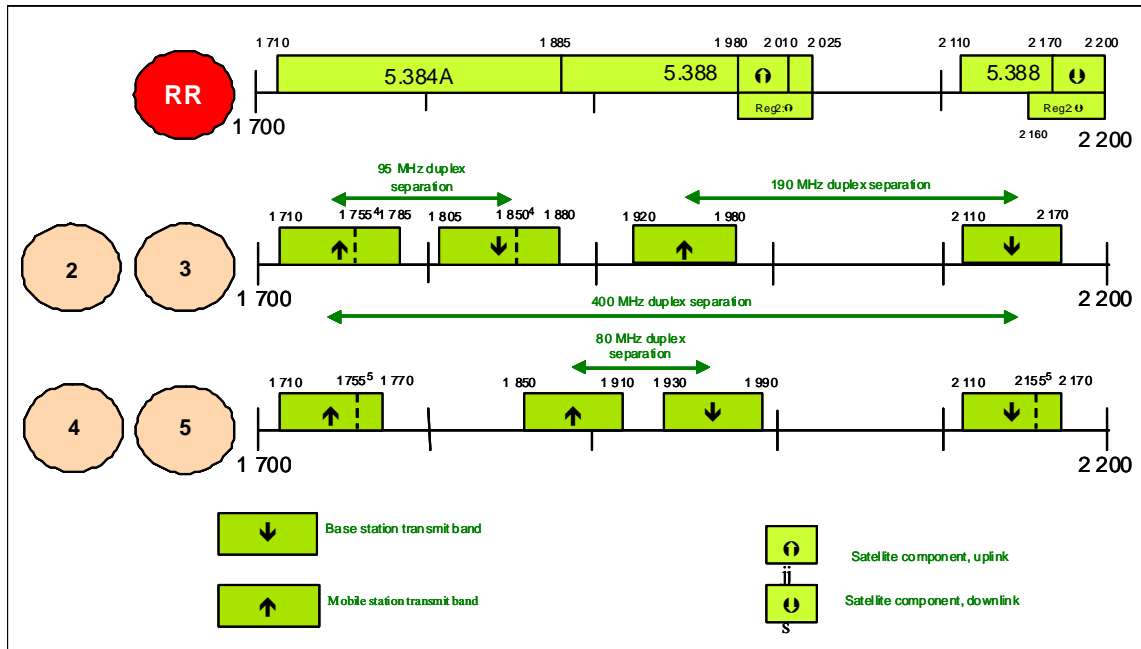 1 710 1 885 1 980 2 010 2 025 2 110 2 170 2 200
RR 5.384A 5.388 5.388
Reg2: Reg2
1 700 2 160 2 200
95 MHz duplex
separation
190 MHz duplex separation
1 710 1 755⁴ 1 785 1 805 1 850⁴ 1 880 1 920 1 980 2 110 2 170
2 3
1 700 2 200
400 MHz duplex separation
80 MHz duplex
separation
1 710 1755⁵ 1 770 1 850 1 910 1 930 1 990 2 110 2155⁵ 2 170
4 5
1 700 2 200
Base station transmit band
Satellite component, uplink
jj
Mobile station transmit band
Satellite component, downlink
s